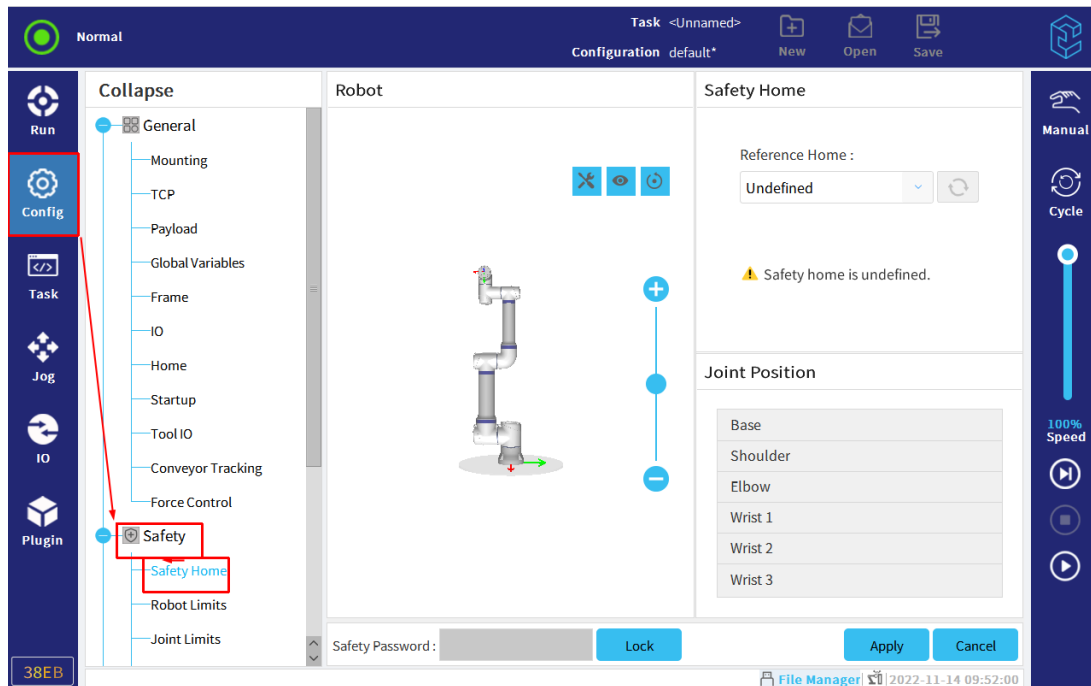 Normal
Task <Unnamed>
Configuration default*
New
Open
Save
Run
Config
Task
Jog
IO
Plugin
38EB
Collapse
General
Mounting
TCP
Payload
Global Variables
Frame
IO
Home
Startup
Tool IO
Conveyor Tracking
Force Control
Safety
Safety Home
Robot Limits
Joint Limits
Robot
Safety Home
Reference Home :
Undefined
Safety home is undefined.
Joint Position
Base
Shoulder
Elbow
Wrist 1
Wrist 2
Wrist 3
Safety Password :
Lock
Apply
Cancel
File Manager
2022-11-14 09:52:00
Manual
Cycle
100%
Speed